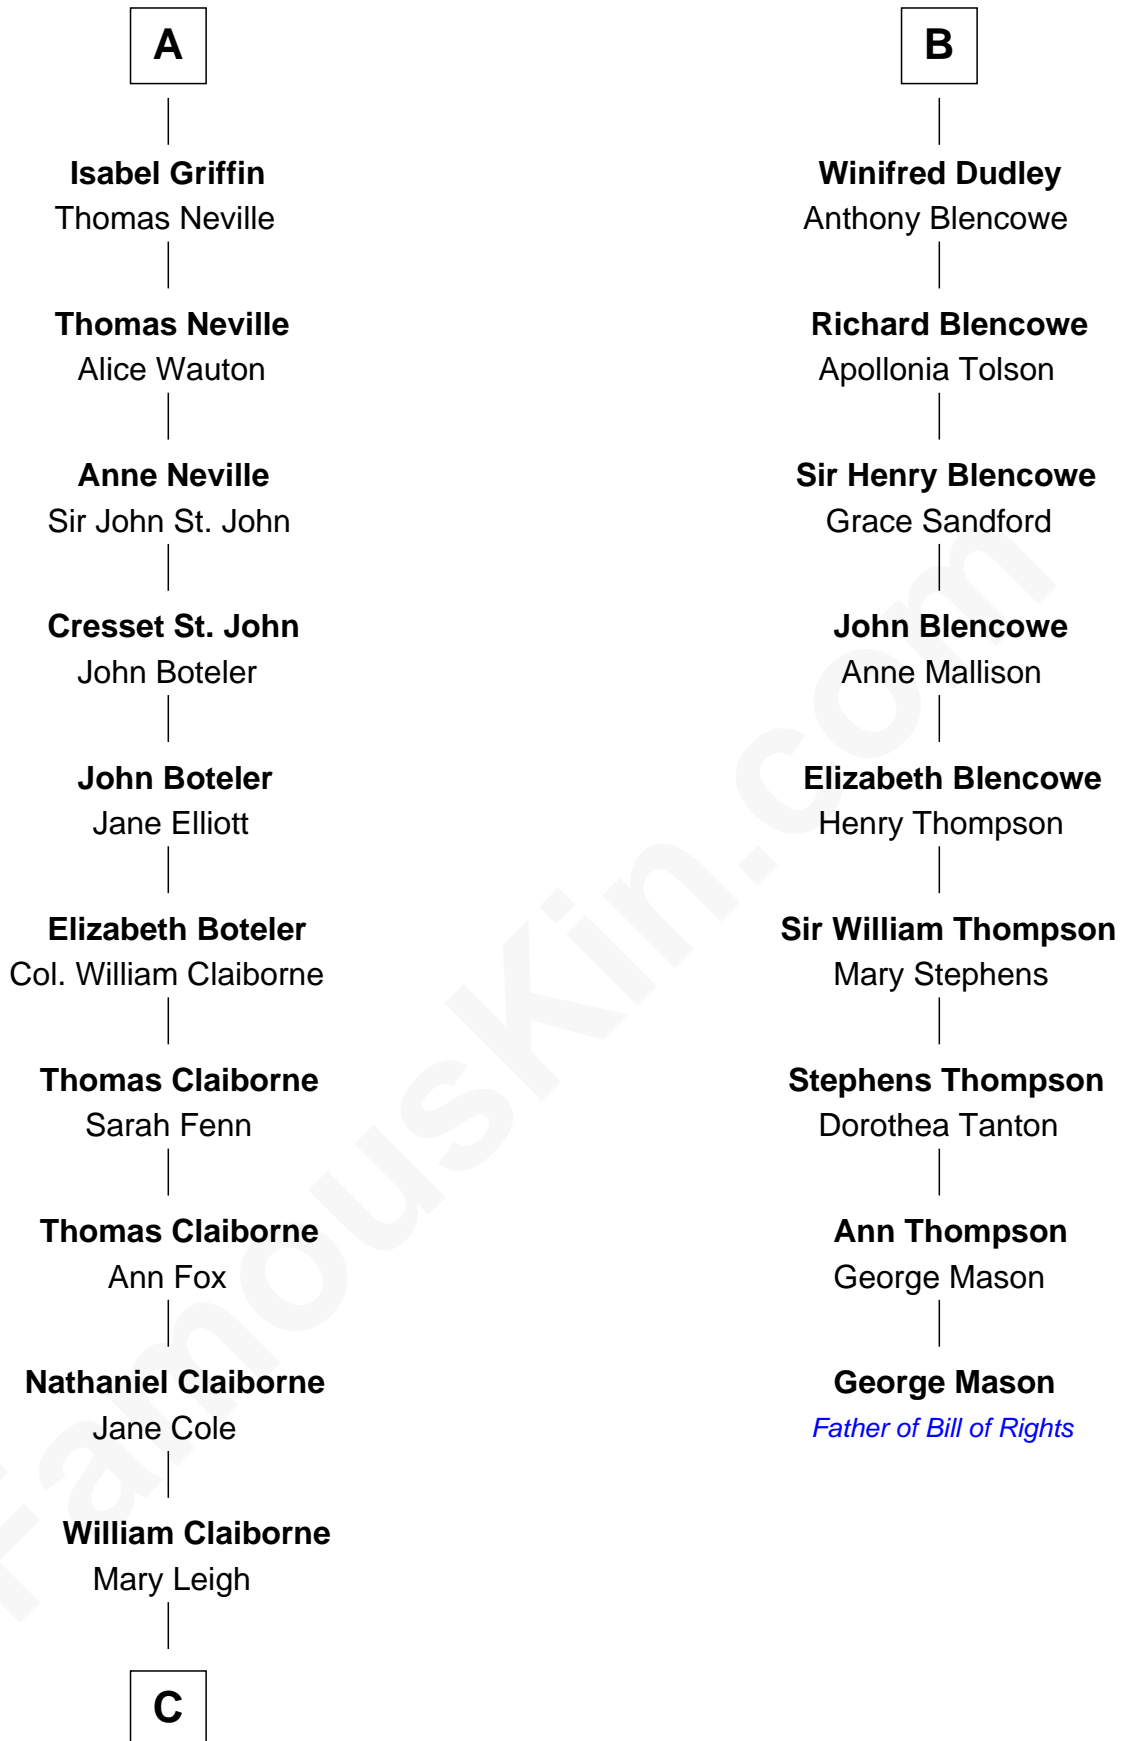 A
Isabel Griffin
Thomas Neville
Thomas Neville
Alice Wauton
Anne Neville
Sir John St. John
Cresset St. John
John Boteler
John Boteler
Jane Elliott
Elizabeth Boteler
Col. William Claiborne
Thomas Claiborne
Sarah Fenn
Thomas Claiborne
Ann Fox
Nathaniel Claiborne
Jane Cole
William Claiborne
Mary Leigh
C
B
Winifred Dudley
Anthony Blencowe
Richard Blencowe
Apollonia Tolson
Sir Henry Blencowe
Grace Sandford
John Blencowe
Anne Mallison
Elizabeth Blencowe
Henry Thompson
Sir William Thompson
Mary Stephens
Stephens Thompson
Dorothea Tanton
Ann Thompson
George Mason
George Mason
Father of Bill of Rights
FamousKin.com